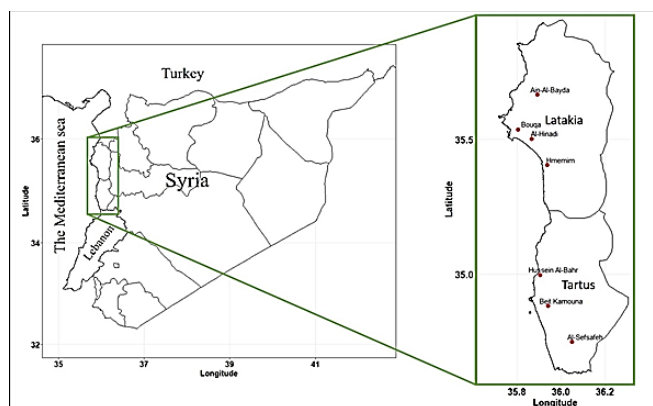 Turkey
The Mediterranean sea
Syria
Lebanon
Latitude
36
34
32
35
37
39
41
Longitude
Ain-Al-Bayda
Latakia
Bouqa
Al-Hinadi
Hmemim
Hussein Al-Bahr
Tartus
Beit Kamouna
Al-Sefsafeh
Latitude
35.5
35.0
35.8
36.0
36.2
Longitude